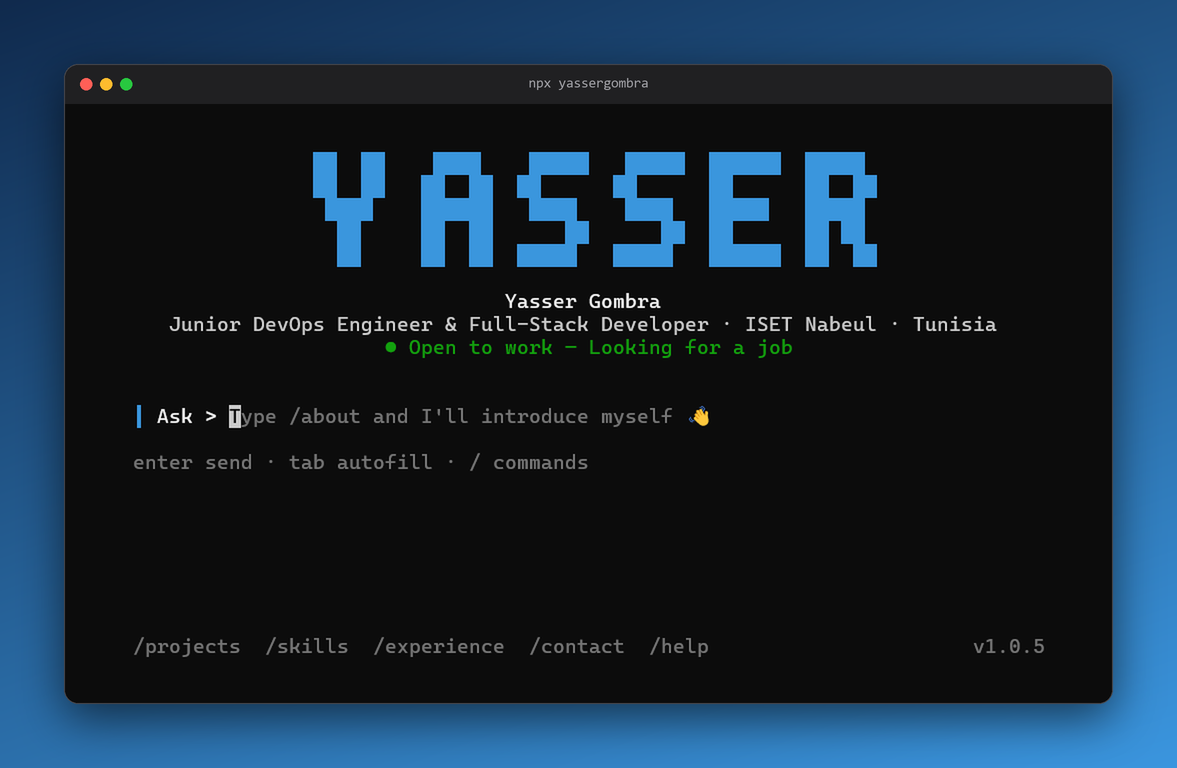 npx yassergombra
YASSER
Yasser Gombra
Junior DevOps Engineer & Full-Stack Developer · ISET Nabeul · Tunisia
● Open to work — Looking for a job
Ask > Type /about and I'll introduce myself 👋
enter send · tab autofill · / commands
/projects /skills /experience /contact /help v1.0.5